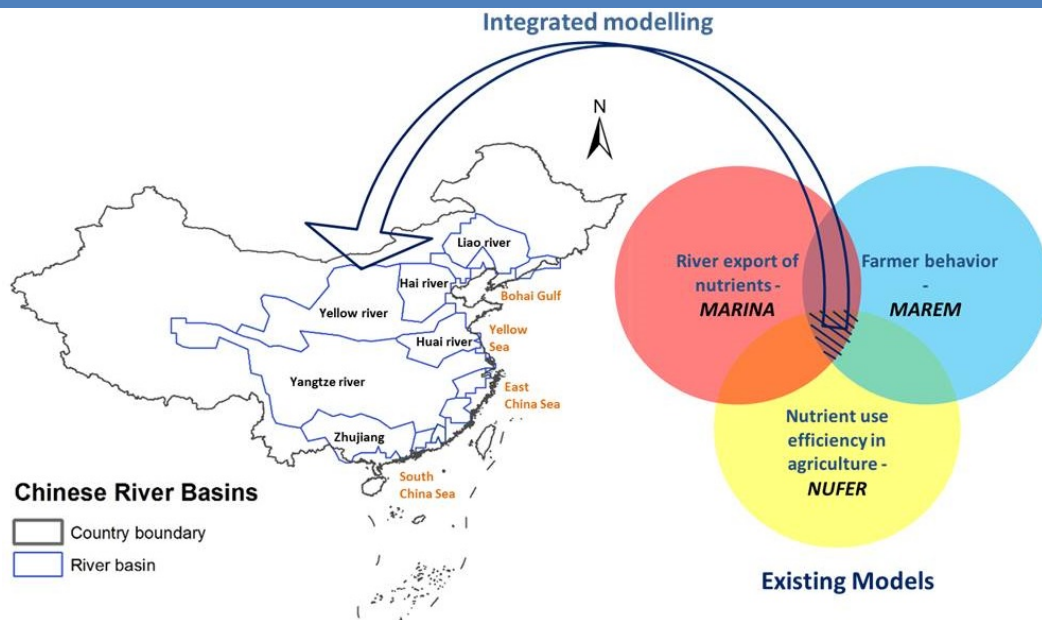 Integrated modelling
N
Liao river
Hai river
Bohai Gulf
Yellow river
Yellow
Sea
Huai river
Yangtze river
East
China Sea
Zhujiang
South
China Sea
Chinese River Basins
Country boundary
River basin
River export of
nutrients -
MARINA
Farmer behavior
-
MAREM
Nutrient use
efficiency in
agriculture -
NUFER
Existing Models